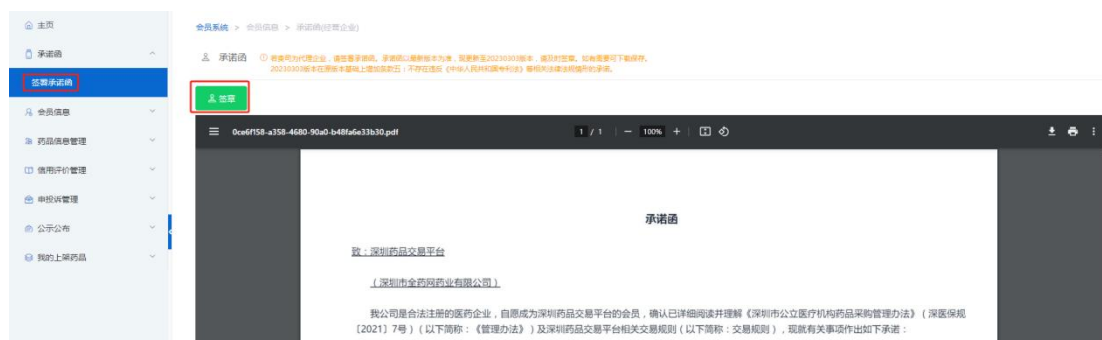 主页
会员系统 > 会员信息 > 承诺函(经营企业)
承诺函
签署承诺函
会员信息
药品信息管理
信用评价管理
申投诉管理
公示公布
我的上架药品
承诺函
签章
0ce6f158-a358-4680-90a0-b48fa6e33b30.pdf
1 / 1
100%
承诺函
致：深圳药品交易平台
（深圳市全药网药业有限公司）
我公司是合法注册的医药企业，自愿成为深圳药品交易平台的会员，确认已详细阅读并理解《深圳市公立医疗机构药品采购管理办法》（深医保规
〔2021〕7号）（以下简称：《管理办法》）及深圳药品交易平台相关交易规则（以下简称：交易规则），现就有关事项作出如下承诺：